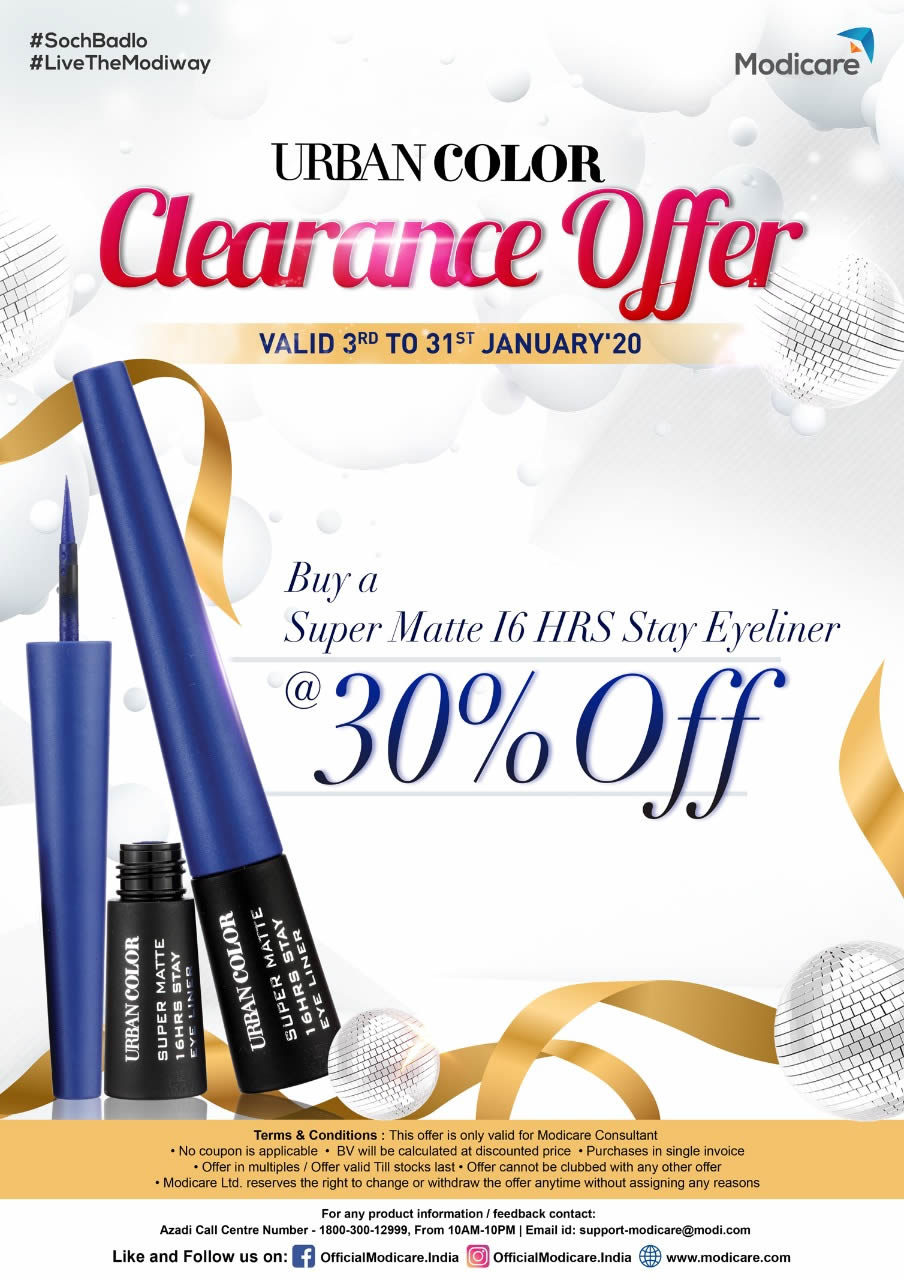 #SochBadlo
#LiveTheModiway
Modicare
URBAN COLOR
Clearance Offer
VALID 3RD TO 31ST JANUARY'20
Buy a
Super Matte 16 HRS Stay Eyeliner
@ 30% Off
URBAN COLOR
SUPER MATTE
16HRS STAY
EYE LINER
URBAN COLOR
SUPER MATTE
16HRS STAY
EYE LINER
Terms & Conditions : This offer is only valid for Modicare Consultant
• No coupon is applicable • BV will be calculated at discounted price • Purchases in single invoice
• Offer in multiples / Offer valid Till stocks last • Offer cannot be clubbed with any other offer
• Modicare Ltd. reserves the right to change or withdraw the offer anytime without assigning any reasons
For any product information / feedback contact:
Azadi Call Centre Number - 1800-300-12999, From 10AM-10PM | Email id: support-modicare@modi.com
Like and Follow us on: OfficialModicare.India OfficialModicare.India www.modicare.com